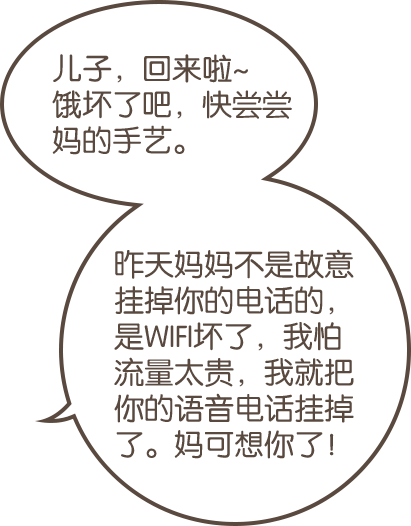 儿子，回来啦~
饿坏了吧，快尝尝
妈的手艺。
昨天妈妈不是故意
挂掉你的电话的，
是WIFI坏了，我怕
流量太贵，我就把
你的语音电话挂掉
了。妈可想你了！